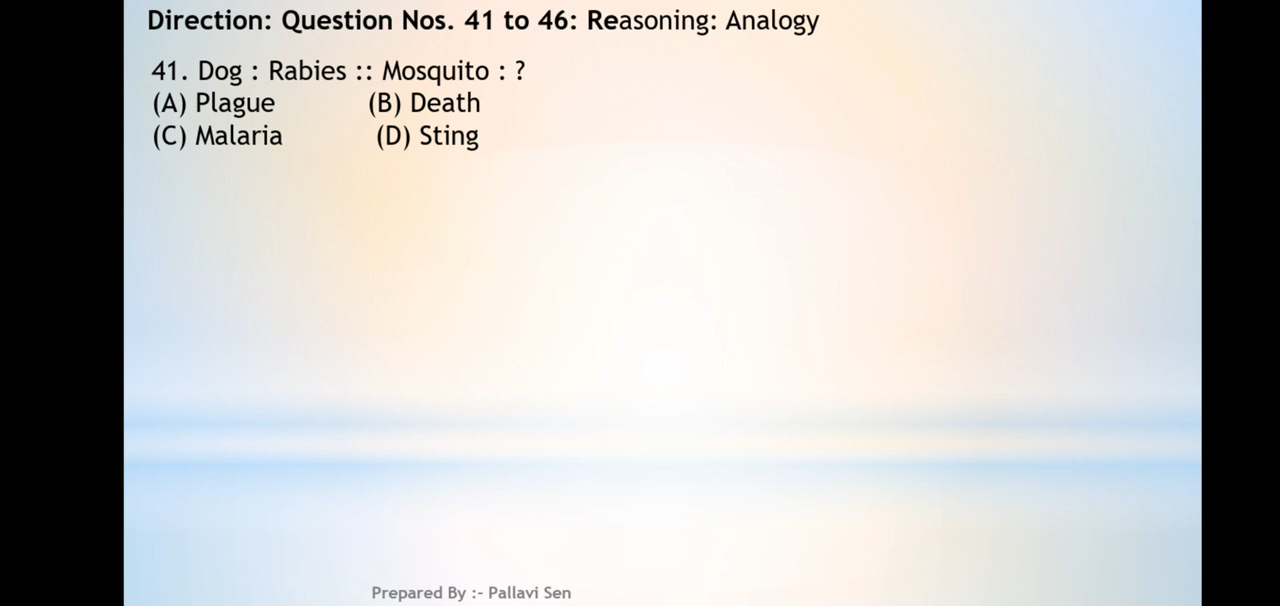 Direction: Question Nos. 41 to 46: Reasoning: Analogy
41. Dog : Rabies :: Mosquito : ?
(A) Plague (B) Death
(C) Malaria (D) Sting
Prepared By :- Pallavi Sen